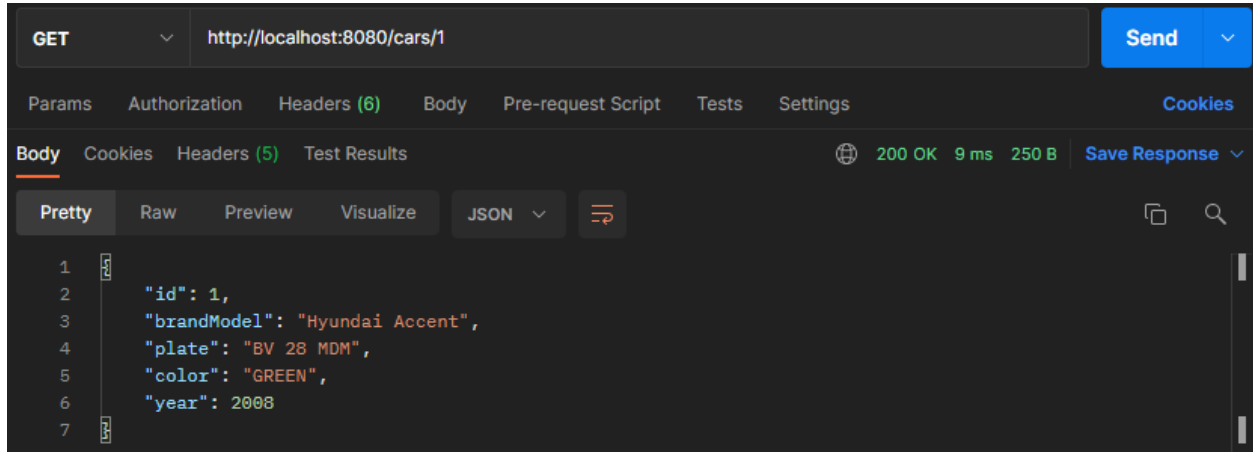 GET http://localhost:8080/cars/1 Send
Params Authorization Headers (6) Body Pre-request Script Tests Settings Cookies
Body Cookies Headers (5) Test Results 200 OK 9 ms 250 B Save Response
Pretty Raw Preview Visualize JSON
1 {
2 "id": 1,
3 "brandModel": "Hyundai Accent",
4 "plate": "BV 28 MDM",
5 "color": "GREEN",
6 "year": 2008
7 }